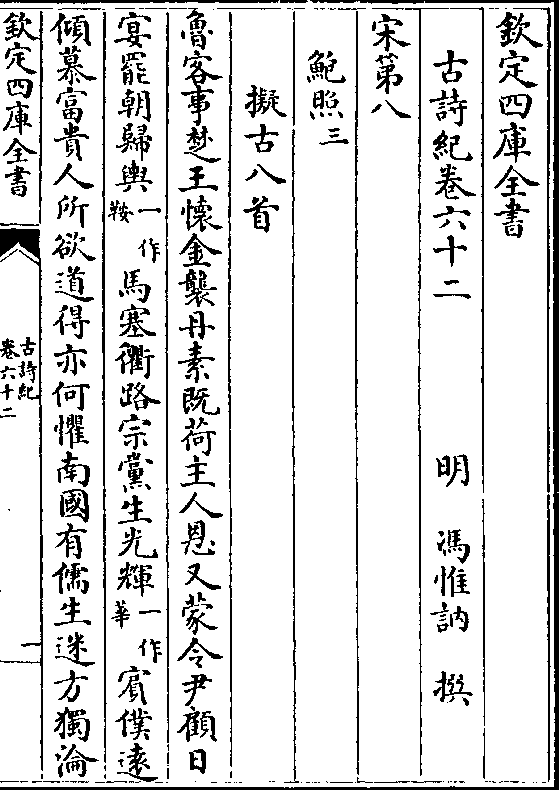 欽定四庫全書
古詩紀卷六十二　明　馮惟訥　撰
宋第八
鮑照三
擬古八首
魯客事楚王懷金襲丹素既荷主人恩又蒙令尹顧日
宴罷朝歸輿一作鞍馬塞衢路宗黨生光輝一作華賓僕遠
傾慕富貴人所欲道得亦何懼南國有儒生迷方獨淪
欽定四庫全書
古詩紀
卷六十二
一